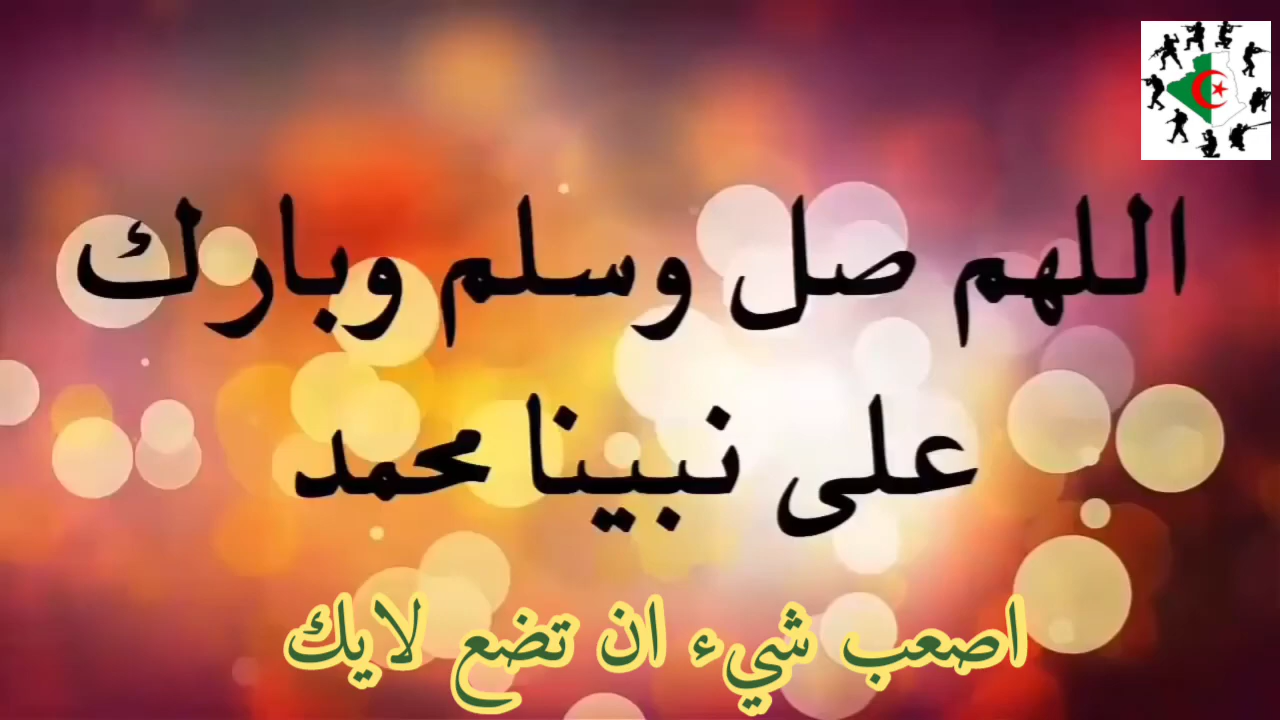 اللهم صل وسلم وبارك
على نبينا محمد
اصعب شيء ان تضع لايك